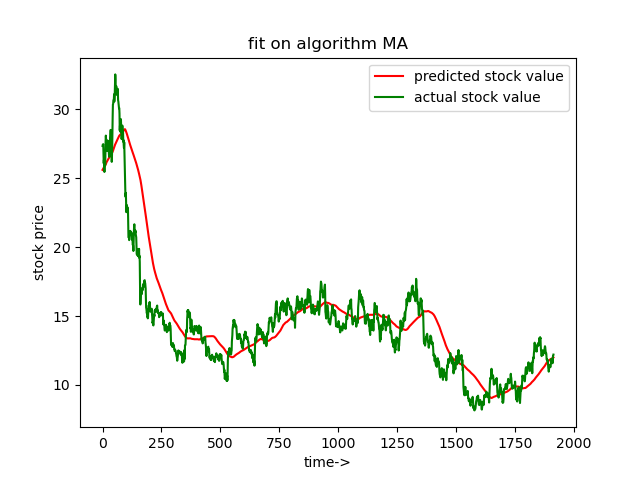 fit on algorithm MA
predicted stock value
actual stock value
stock price
30
25
20
15
10
0 250 500 750 1000 1250 1500 1750 2000
time->